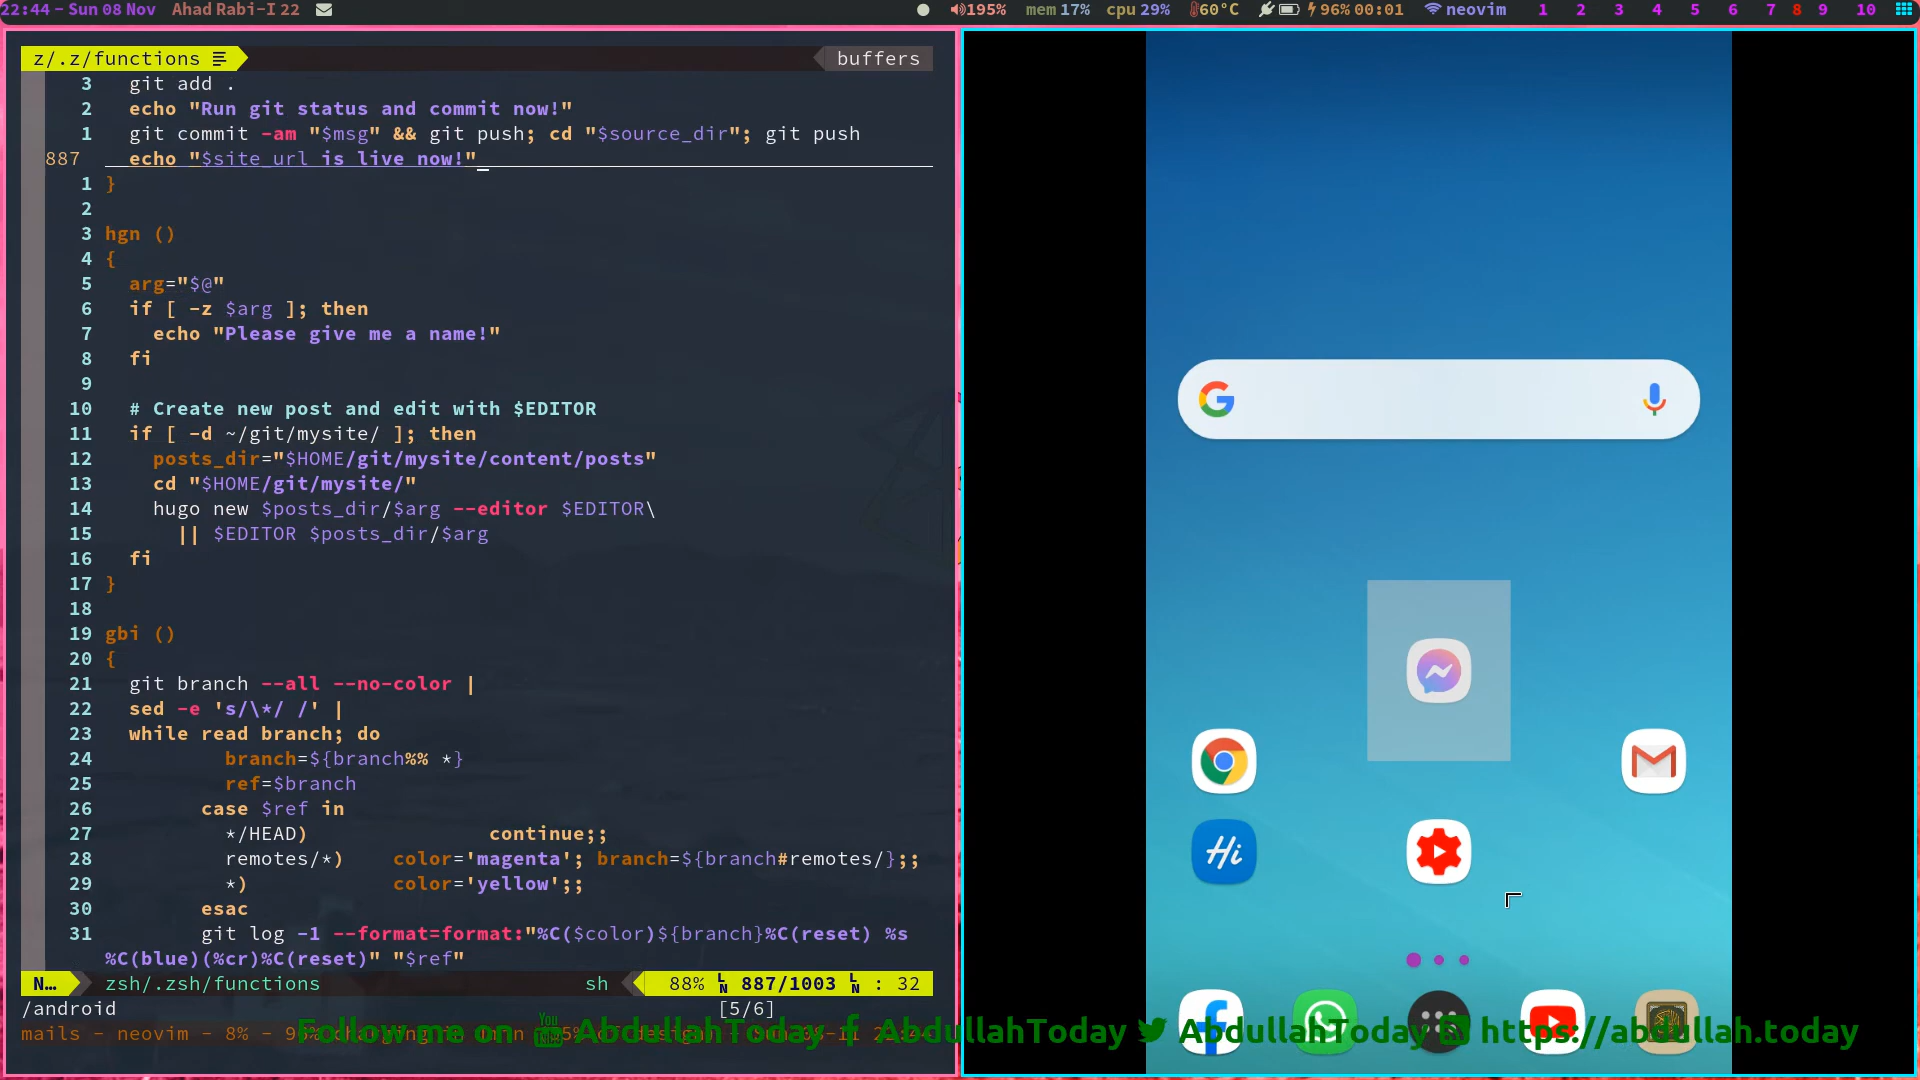 22:44 - Sun 08 Nov Ahad Rabi-I 22 195% mem 17% cpu 29% 60°C 96% 00:01 neovim 1 2 3 4 5 6 7 8 9 10
z/.z/functions buffers
3 git add .
2 echo "Run git status and commit now!"
1 git commit -am "$msg" && git push; cd "$source_dir"; git push
887 echo "$site_url is live now!"
1 }
2
3 hgn ()
4 {
5 arg="$@"
6 if [ -z $arg ]; then
7 echo "Please give me a name!"
8 fi
9
10 # Create new post and edit with $EDITOR
11 if [ -d ~/git/mysite/ ]; then
12 posts_dir="$HOME/git/mysite/content/posts"
13 cd "$HOME/git/mysite/"
14 hugo new $posts_dir/$arg --editor $EDITOR\
15 || $EDITOR $posts_dir/$arg
16 fi
17 }
18
19 gbi ()
20 {
21 git branch --all --no-color |
22 sed -e 's/\*/ /' |
23 while read branch; do
24 branch=${branch%% *}
25 ref=$branch
26 case $ref in
27 */HEAD) continue;;
28 remotes/*) color='magenta'; branch=${branch#remotes/};;
29 *) color='yellow';;
30 esac
31 git log -1 --format=format:"%C($color)${branch}%C(reset) %s
%C(blue)(%cr)%C(reset)" "$ref"
N… zsh/.zsh/functions sh 88% 887/1003 : 32
/android [5/6]
mails - neovim - 8% -
Follow me on You AbdullahToday AbdullahToday AbdullahToday https://abdullah.today
Hi